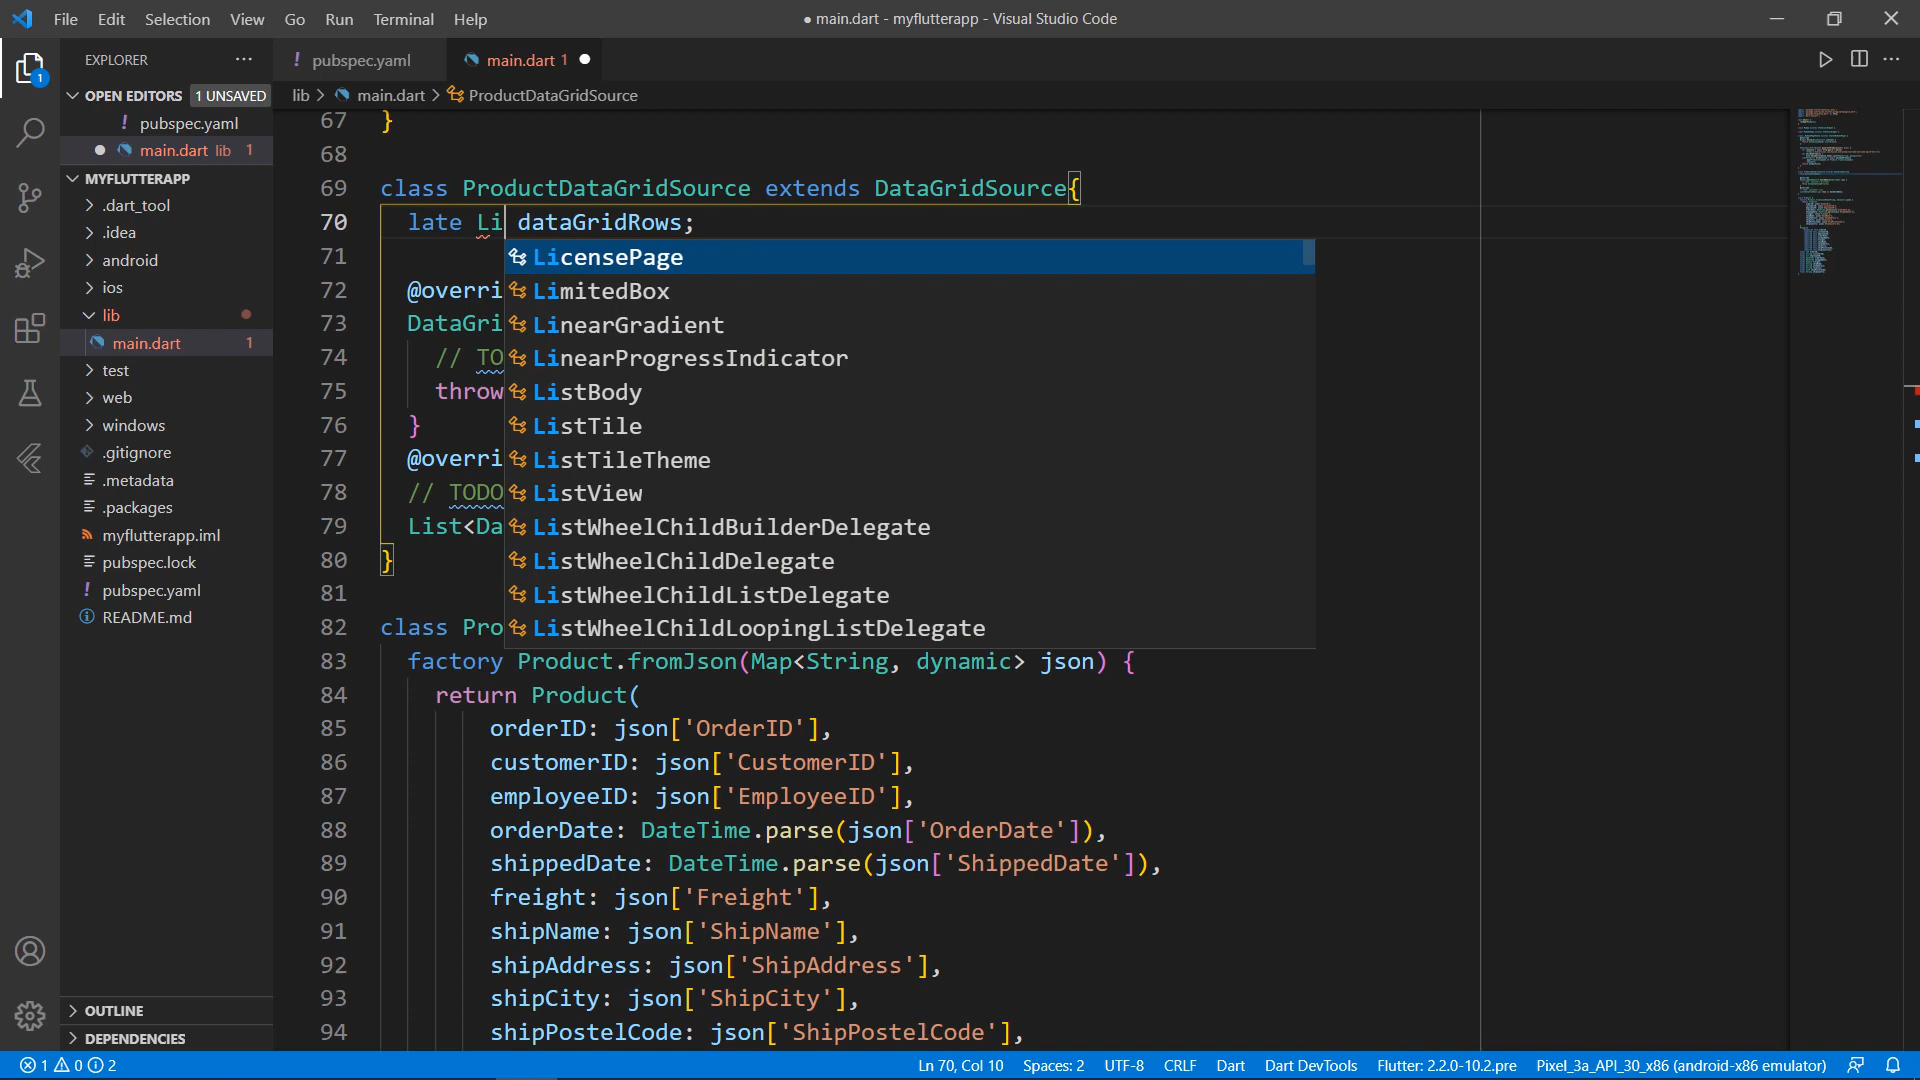 File Edit Selection View Go Run Terminal Help
● main.dart - myflutterapp - Visual Studio Code
EXPLORER
pubspec.yaml
main.dart 1
OPEN EDITORS 1 UNSAVED
lib > main.dart > ProductDataGridSource
pubspec.yaml
main.dart lib 1
MYFLUTTERAPP
.dart_tool
.idea
android
ios
lib
main.dart 1
test
web
windows
.gitignore
.metadata
.packages
myflutterapp.iml
pubspec.lock
pubspec.yaml
README.md
OUTLINE
DEPENDENCIES
67 }
68
69 class ProductDataGridSource extends DataGridSource{
70 late Li dataGridRows;
71
72 @overri
73 DataGri
74 // TO
75 throw
76 }
77 @overri
78 // TODO
79 List<Da
80 }
81
82 class Pro
LicensePage
LimitedBox
LinearGradient
LinearProgressIndicator
ListBody
ListTile
ListTileTheme
ListView
ListWheelChildBuilderDelegate
ListWheelChildDelegate
ListWheelChildListDelegate
ListWheelChildLoopingListDelegate
83 factory Product.fromJson(Map<String, dynamic> json) {
84 return Product(
85 orderID: json['OrderID'],
86 customerID: json['CustomerID'],
87 employeeID: json['EmployeeID'],
88 orderDate: DateTime.parse(json['OrderDate']),
89 shippedDate: DateTime.parse(json['ShippedDate']),
90 freight: json['Freight'],
91 shipName: json['ShipName'],
92 shipAddress: json['ShipAddress'],
93 shipCity: json['ShipCity'],
94 shipPostelCode: json['ShipPostelCode'],
1 0 2
Ln 70, Col 10 Spaces: 2 UTF-8 CRLF Dart Dart DevTools Flutter: 2.2.0-10.2.pre Pixel_3a_API_30_x86 (android-x86 emulator)